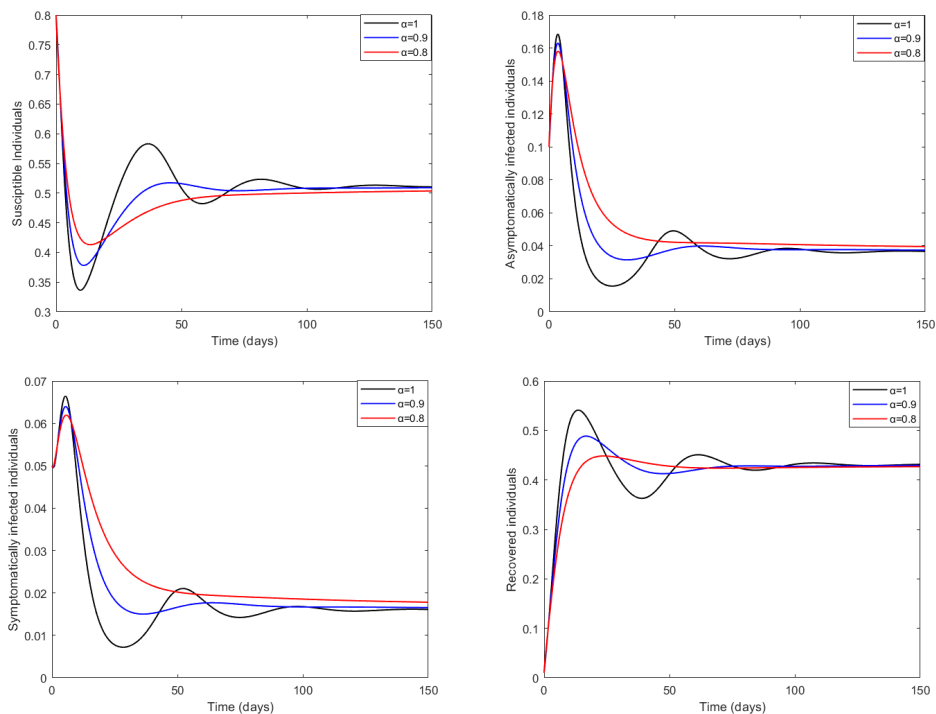 0.8
0.75
0.7
0.65
0.6
0.55
0.5
0.45
0.4
0.35
0.3
Susciptible Individuals
0 50 100 150
Time (days)
α=1
α=0.9
α=0.8
0.18
0.16
0.14
0.12
0.1
0.08
0.06
0.04
0.02
0
Asymptomatically infected individuals
0 50 100 150
Time (days)
α=1
α=0.9
α=0.8
0.07
0.06
0.05
0.04
0.03
0.02
0.01
0
Symptomatically infected individuals
0 50 100 150
Time (days)
α=1
α=0.9
α=0.8
0.6
0.5
0.4
0.3
0.2
0.1
0
Recovered individuals
0 50 100 150
Time (days)
α=1
α=0.9
α=0.8